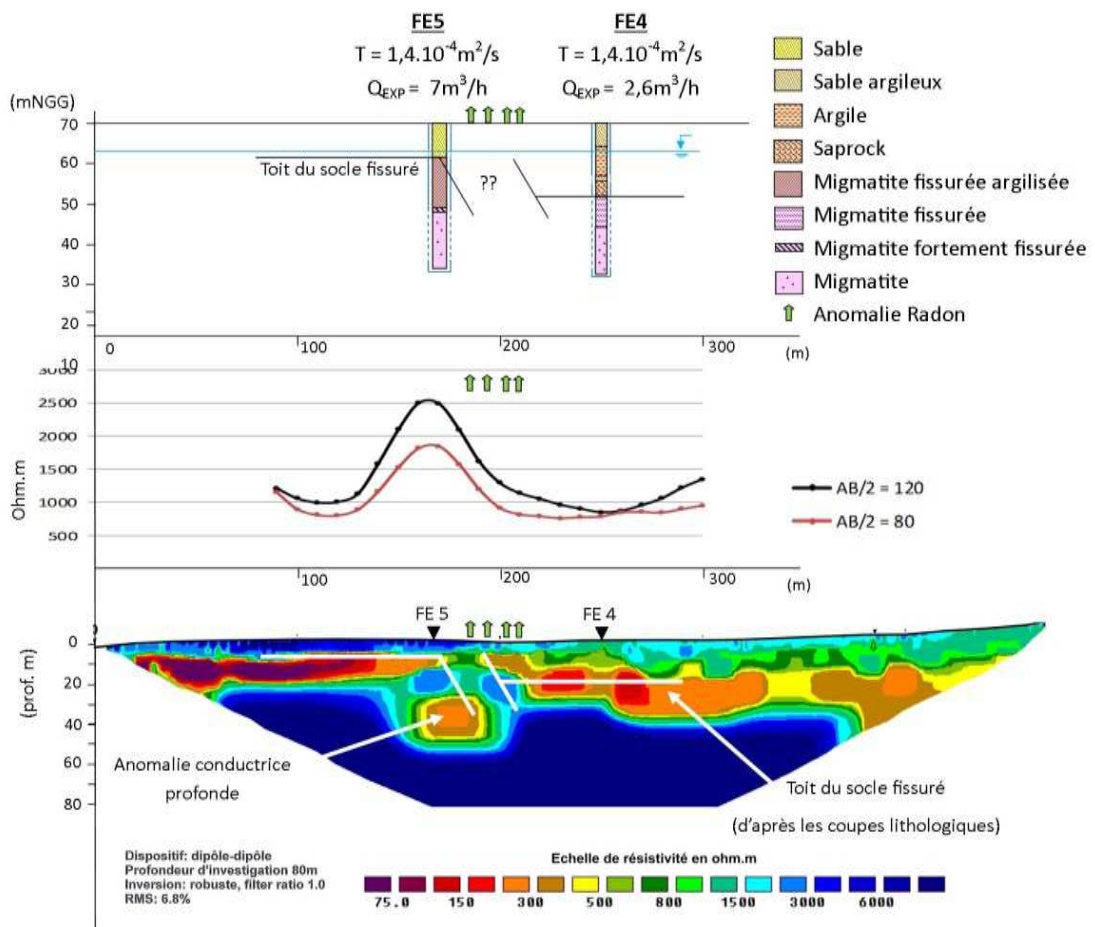 FE5
T = 1,4.10-4m2/s
QEXP = 7m3/h
FE4
T = 1,4.10-4m2/s
QEXP = 2,6m3/h
(mNGG)
70
60
50
40
30
20
10
Toit du socle fissuré
??
Sable
Sable argileux
Argile
Saprock
Migmatite fissurée argilisée
Migmatite fissurée
Migmatite fortement fissurée
Migmatite
Anomalie Radon
0
100
200
300
(m)
3000
2500
2000
1500
1000
500
Ohm.m
AB/2 = 120
AB/2 = 80
100
200
300
(m)
FE 5
FE 4
0
20
40
60
80
(prof. m)
Anomalie conductrice
profonde
Toit du socle fissuré
(d'après les coupes lithologiques)
Dispositif: dipôle-dipôle
Profondeur d'investigation 80m
Inversion: robuste, filter ratio 1.0
RMS: 6.8%
Echelle de résistivité en ohm.m
75.0 150 300 500 800 1500 3000 6000